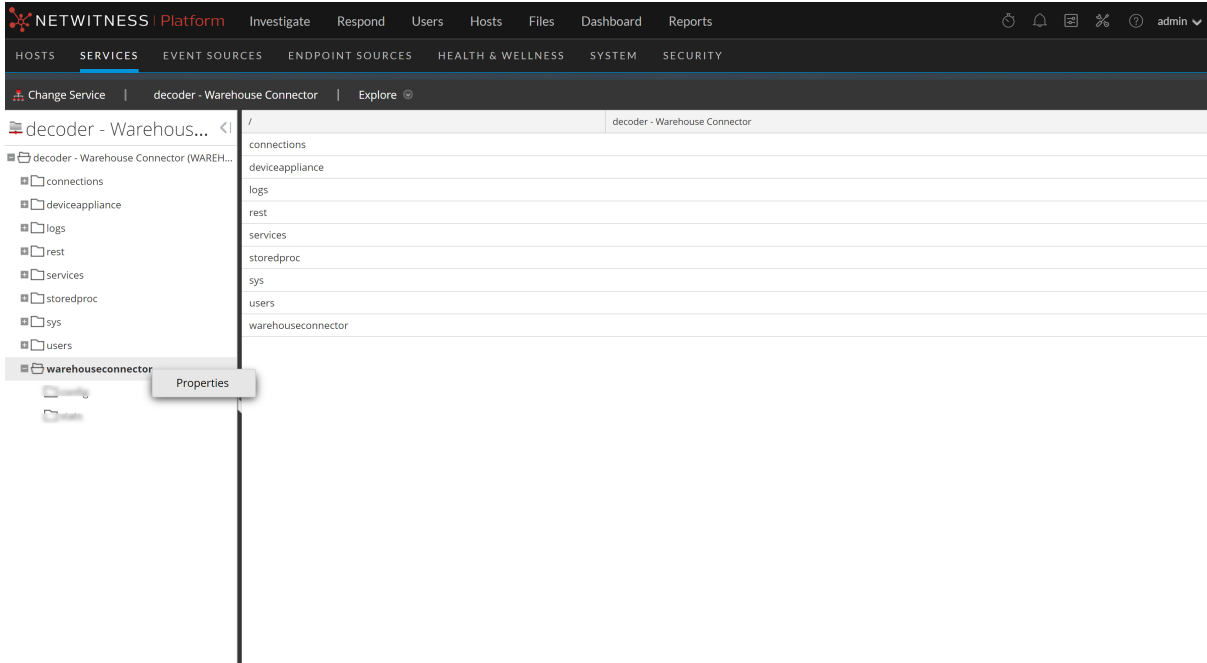 NETWITNESS | Platform Investigate Respond Users Hosts Files Dashboard Reports admin
HOSTS SERVICES EVENT SOURCES ENDPOINT SOURCES HEALTH & WELLNESS SYSTEM SECURITY
Change Service | decoder - Warehouse Connector | Explore
decoder - Warehous...
/ decoder - Warehouse Connector
decoder - Warehouse Connector (WAREH...
connections
deviceappliance
logs
rest
services
storedproc
sys
users
warehouseconnector
Properties
connections
deviceappliance
logs
rest
services
storedproc
sys
users
warehouseconnector